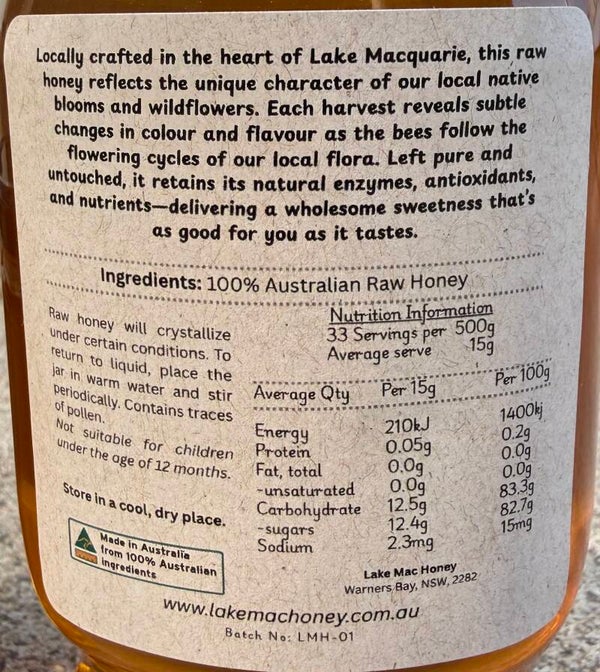 Locally crafted in the heart of Lake Macquarie, this raw
honey reflects the unique character of our local native
blooms and wildflowers. Each harvest reveals subtle
changes in colour and flavour as the bees follow the
flowering cycles of our local flora. Left pure and
untouched, it retains its natural enzymes, antioxidants,
and nutrients—delivering a wholesome sweetness that's
as good for you as it tastes.
Ingredients: 100% Australian Raw Honey
Raw honey will crystallize
under certain conditions. To
return to liquid, place the
jar in warm water and stir
periodically. Contains traces
of pollen.
Not suitable for children
under the age of 12 months.
Store in a cool, dry place.
Made in Australia
from 100% Australian
ingredients
Nutrition Information
33 Servings per 500g
Average serve 15g
Average Qty Per 15g Per 100g
Energy 210kJ 1400kj
Protein 0.05g 0.2g
Fat, total 0.0g 0.0g
-unsaturated 0.0g 0.0g
Carbohydrate 12.5g 83.3g
-sugars 12.4g 82.7g
Sodium 2.3mg 15mg
Lake Mac Honey
Warners Bay, NSW, 2282
www.lakemachoney.com.au
Batch No: LMH-01